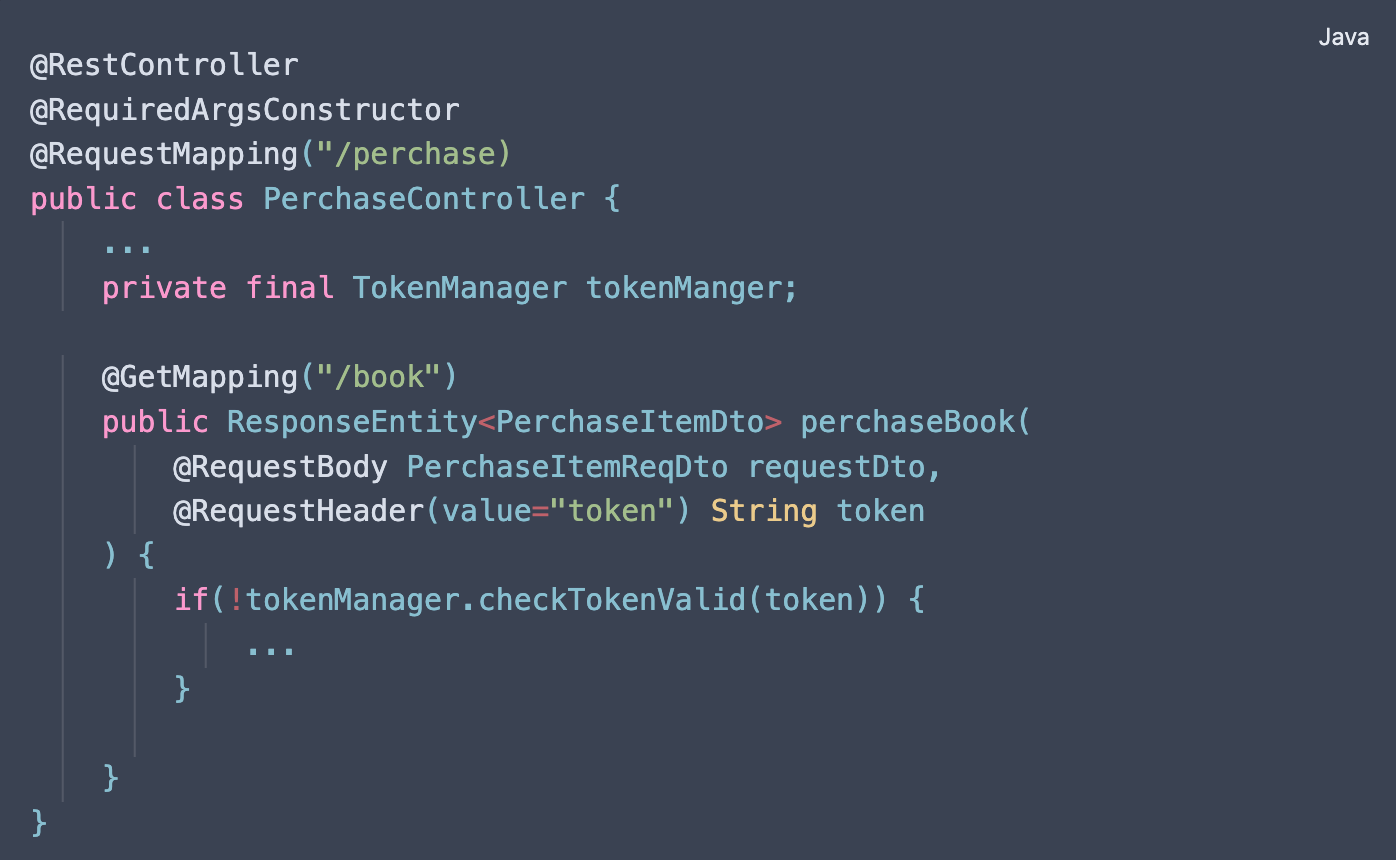 Java
@RestController
@RequiredArgsConstructor
@RequestMapping("/perchase)
public class PerchaseController {
    ...
    private final TokenManager tokenManger;

    @GetMapping("/book")
    public ResponseEntity<PerchaseItemDto> perchaseBook(
        @RequestBody PerchaseItemReqDto requestDto,
        @RequestHeader(value="token") String token
    ) {
        if(!tokenManager.checkTokenValid(token)) {
            ...
        }

    }
}